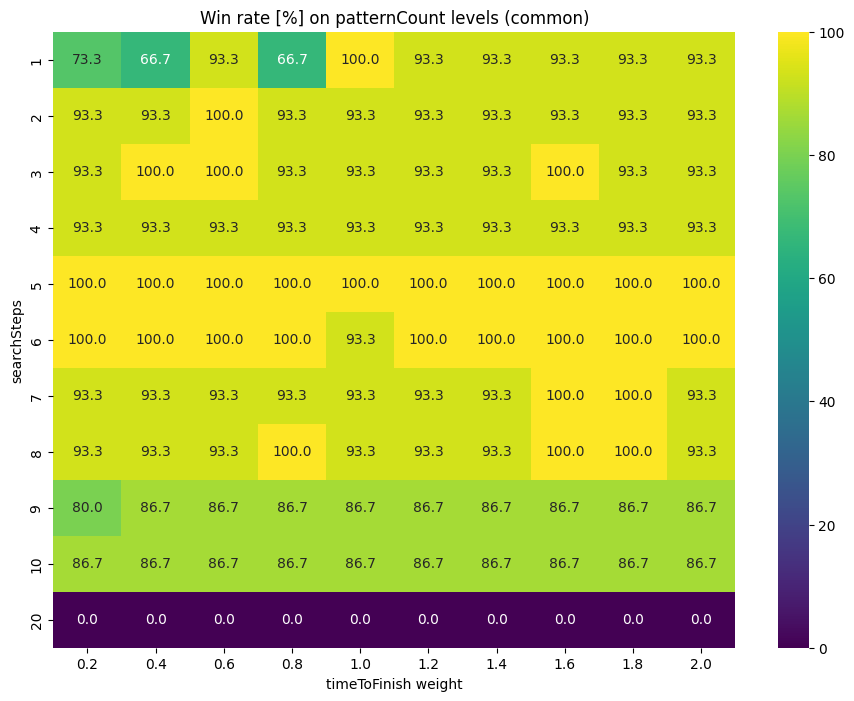 Win rate [%] on patternCount levels (common)
1 73.3 66.7 93.3 66.7 100.0 93.3 93.3 93.3 93.3 93.3
2 93.3 93.3 100.0 93.3 93.3 93.3 93.3 93.3 93.3 93.3
3 93.3 100.0 100.0 93.3 93.3 93.3 93.3 100.0 93.3 93.3
4 93.3 93.3 93.3 93.3 93.3 93.3 93.3 93.3 93.3 93.3
5 100.0 100.0 100.0 100.0 100.0 100.0 100.0 100.0 100.0 100.0
6 100.0 100.0 100.0 100.0 93.3 100.0 100.0 100.0 100.0 100.0
7 93.3 93.3 93.3 93.3 93.3 93.3 93.3 100.0 100.0 93.3
8 93.3 93.3 93.3 100.0 93.3 93.3 93.3 100.0 100.0 93.3
9 80.0 86.7 86.7 86.7 86.7 86.7 86.7 86.7 86.7 86.7
10 86.7 86.7 86.7 86.7 86.7 86.7 86.7 86.7 86.7 86.7
20 0.0 0.0 0.0 0.0 0.0 0.0 0.0 0.0 0.0 0.0
0.2 0.4 0.6 0.8 1.0 1.2 1.4 1.6 1.8 2.0
timeToFinish weight
searchSteps
100
80
60
40
20
0